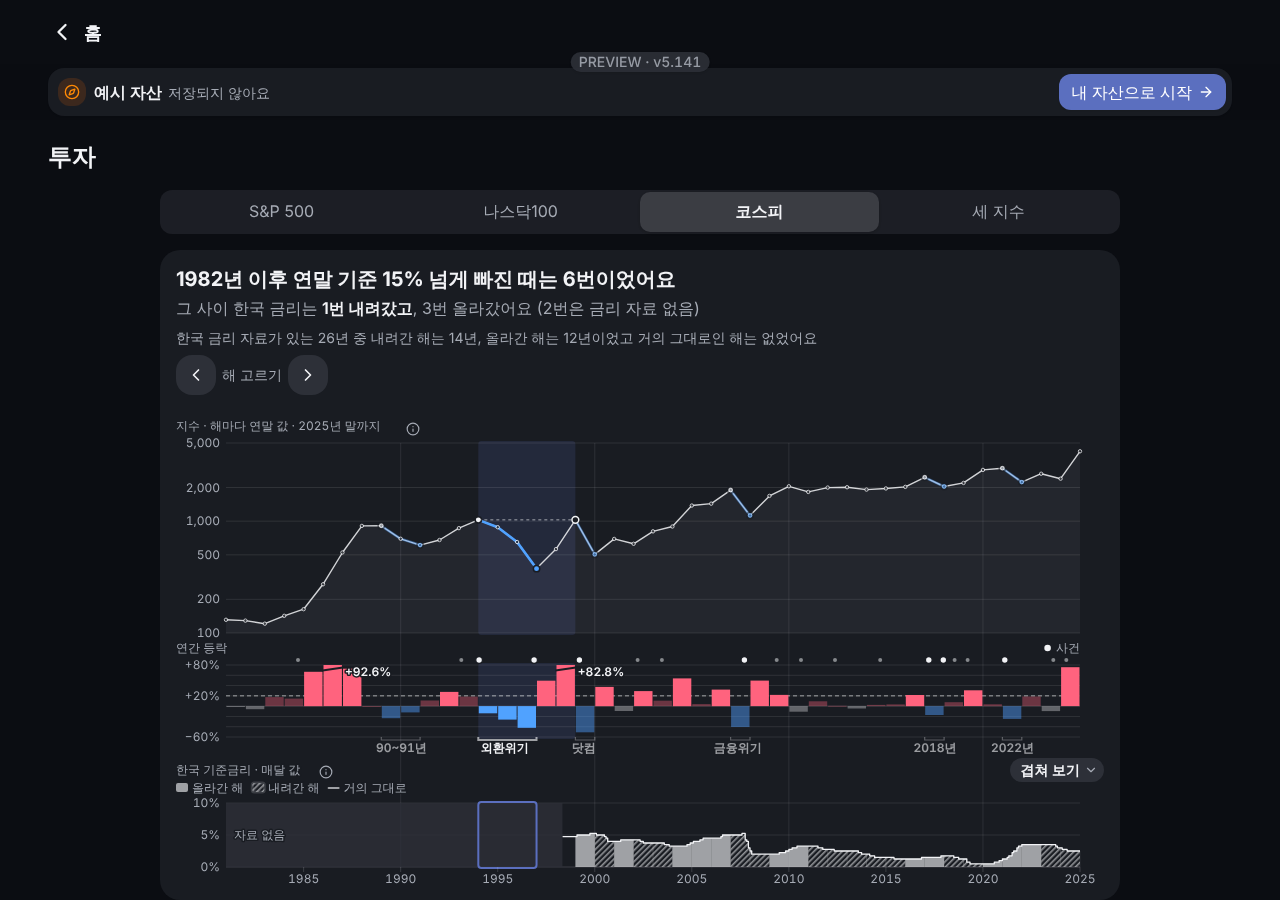 홈
PREVIEW · v5.141
예시 자산 저장되지 않아요
내 자산으로 시작 →
투자
S&P 500
나스닥100
코스피
세 지수
1982년 이후 연말 기준 15% 넘게 빠진 때는 6번이었어요
그 사이 한국 금리는 1번 내려갔고, 3번 올라갔어요 (2번은 금리 자료 없음)
한국 금리 자료가 있는 26년 중 내려간 해는 14년, 올라간 해는 12년이었고 거의 그대로인 해는 없었어요
해 고르기
지수 · 해마다 연말 값 · 2025년 말까지
5,000
2,000
1,000
500
200
100
연간 등락
사건
+80%
+92.6%
+82.8%
+20%
−60%
90~91년
외환위기
닷컴
금융위기
2018년
2022년
한국 기준금리 · 매달 값
겹쳐 보기
올라간 해
내려간 해
거의 그대로
10%
자료 없음
5%
0%
1985
1990
1995
2000
2005
2010
2015
2020
2025